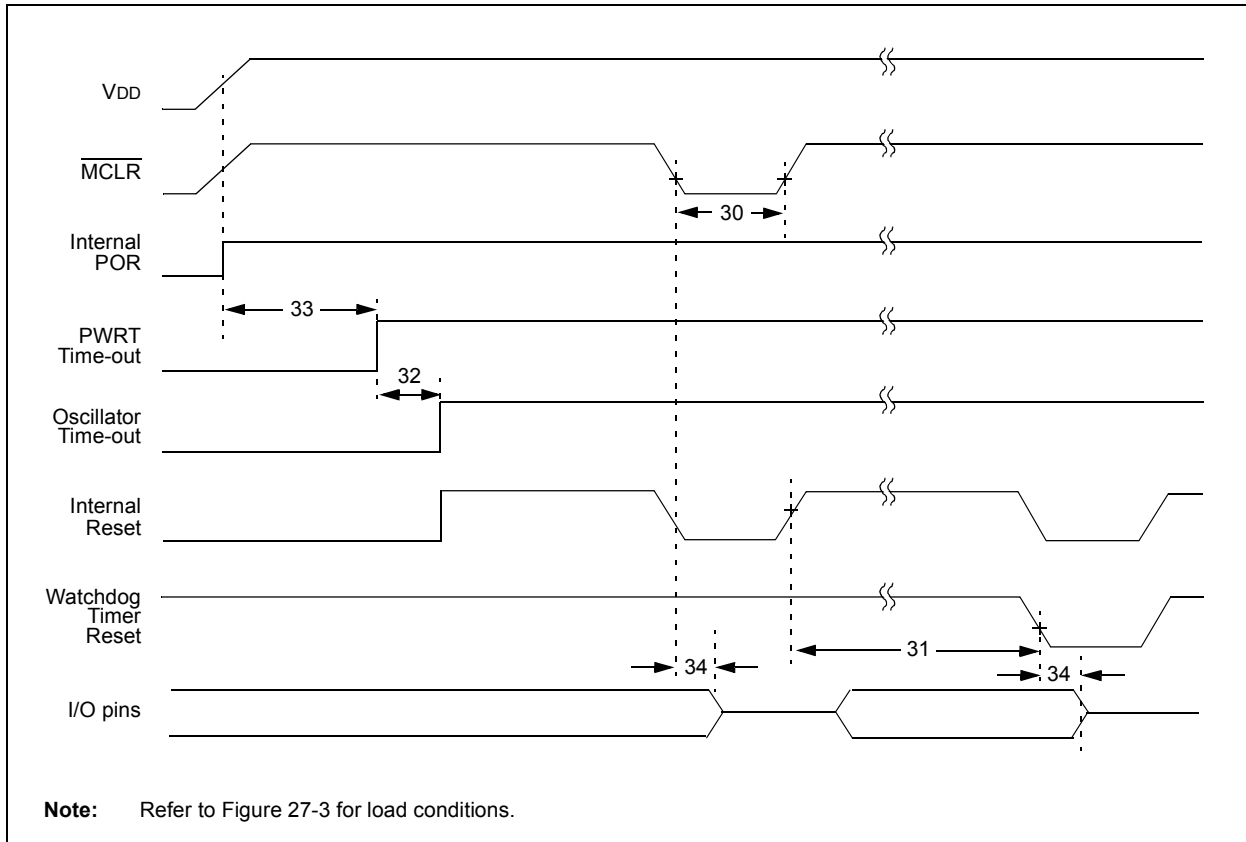 VDD
MCLR
30
Internal
POR
33
PWRT
Time-out
32
Oscillator
Time-out
Internal
Reset
Watchdog
Timer
Reset
31
34
34
I/O pins
Note: Refer to Figure 27-3 for load conditions.